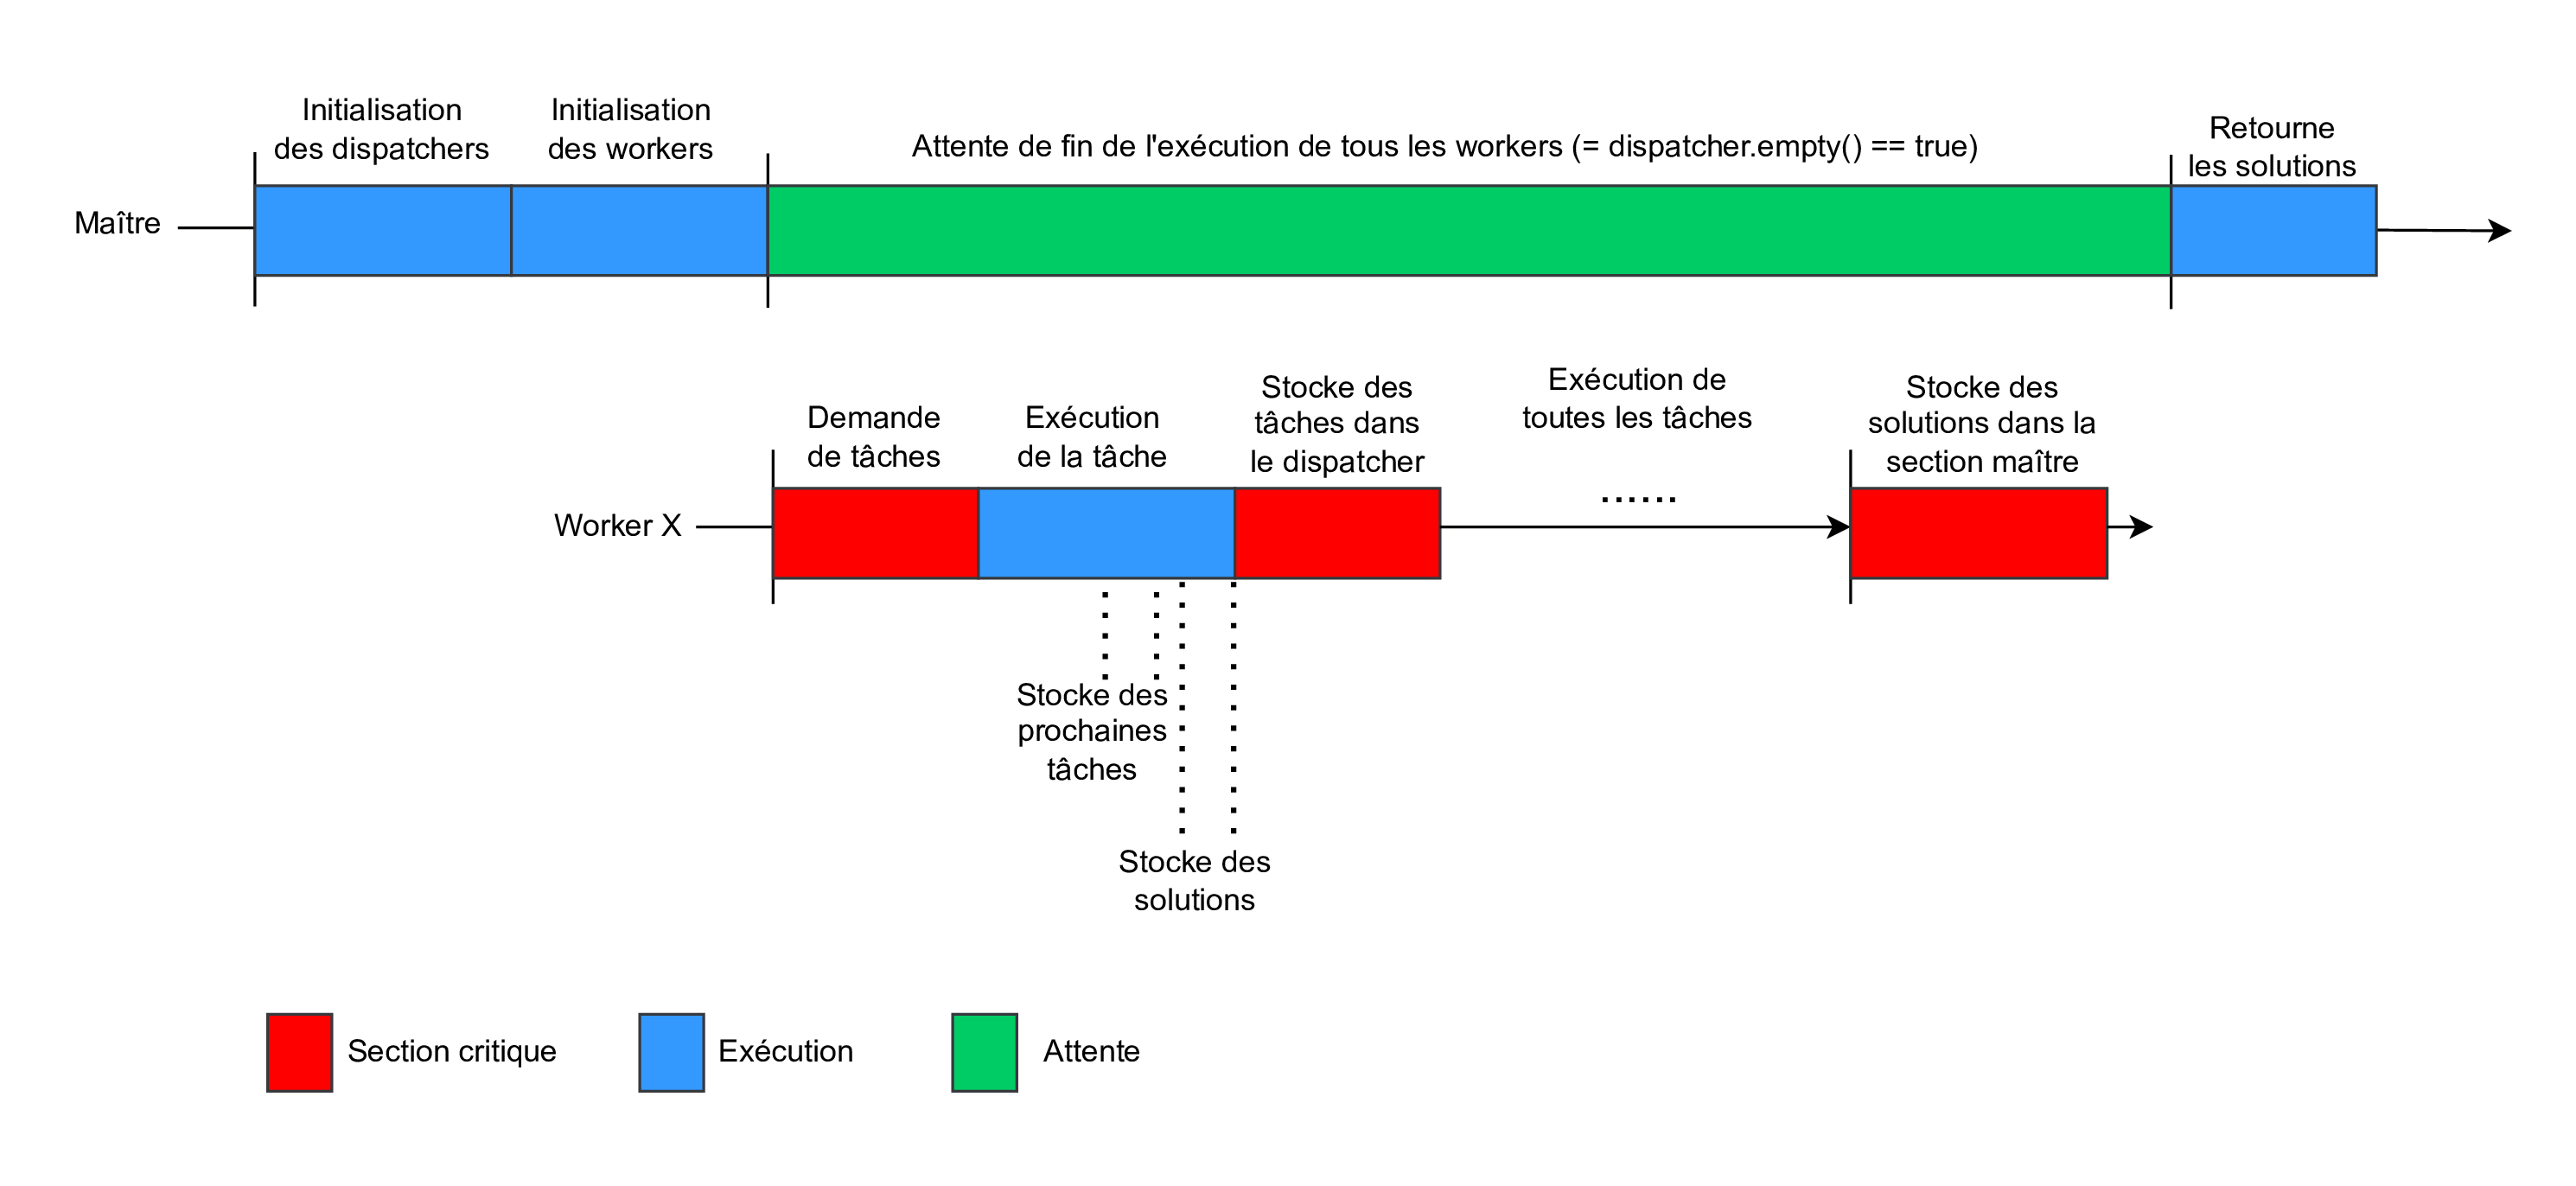 Initialisation
des dispatchers
Initialisation
des workers
Attente de fin de l'exécution de tous les workers (= dispatcher.empty() == true)
Retourne
les solutions
Maître
Demande
de tâches
Exécution
de la tâche
Stocke des
tâches dans
le dispatcher
Exécution de
toutes les tâches
......
Stocke des
solutions dans la
section maître
Worker X
Stocke des
prochaines
tâches
Stocke des
solutions
Section critique
Exécution
Attente